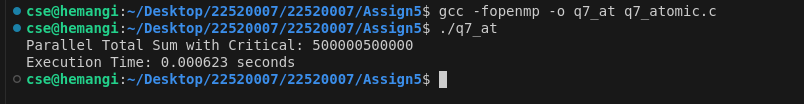 cse@hemangi:~/Desktop/22520007/22520007/Assign5$ gcc -fopenmp -o q7_at q7_atomic.c
cse@hemangi:~/Desktop/22520007/22520007/Assign5$ ./q7_at
Parallel Total Sum with Critical: 500000500000
Execution Time: 0.000623 seconds
cse@hemangi:~/Desktop/22520007/22520007/Assign5$